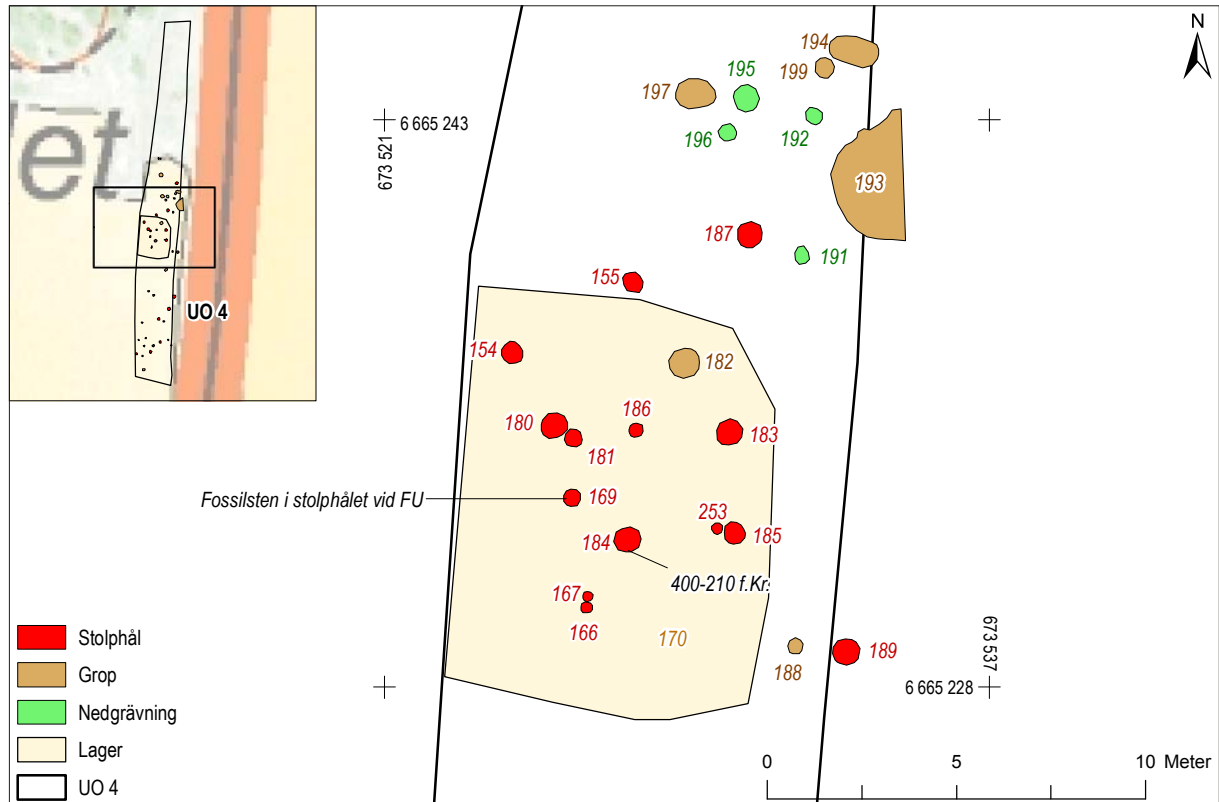 et
UO 4
N
194
199
195
197
196
192
193
6 665 243
673 521
187
191
155
154
182
180
186
183
181
Fossilsten i stolphålet vid FU
169
253
185
184
400-210 f.Kr.
167
166
170
188
189
673 537
6 665 228
Stolphål
Grop
Nedgrävning
Lager
UO 4
0 5 10 Meter